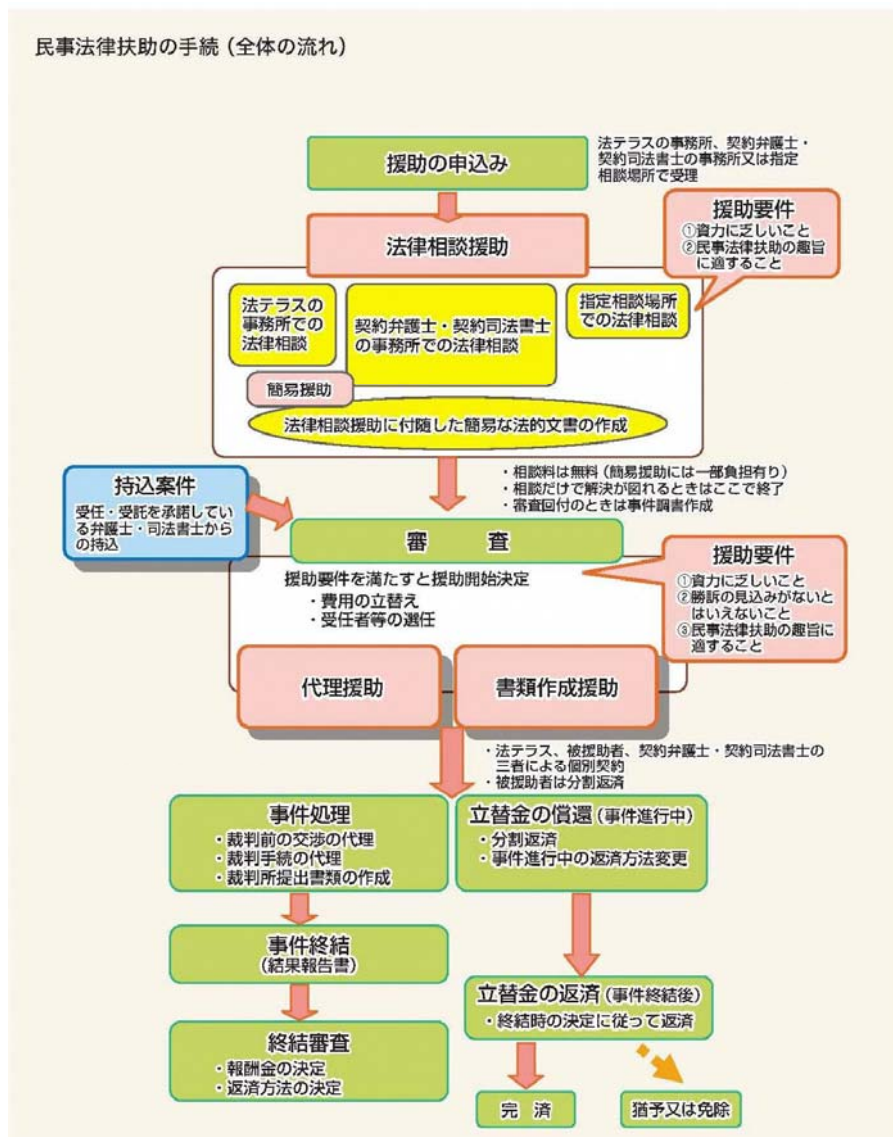 民事法律扶助の手続（全体の流れ）
援助の申込み
法テラスの事務所、契約弁護士・
契約司法書士の事務所又は指定
相談場所で受理
法律相談援助
援助要件
①資力に乏しいこと
②民事法律扶助の趣旨
に適すること
法テラスの
事務所での
法律相談
契約弁護士・契約司法書士
の事務所での法律相談
指定相談場所
での法律相談
簡易援助
法律相談援助に付随した簡易な法的文書の作成
・相談料は無料（簡易援助には一部負担有り）
・相談だけで解決が図れるときはここで終了
・審査回付のときは事件調書作成
持込案件
受任・受託を承諾してい
る弁護士・司法書士から
の持込
審　査
援助要件を満たすと援助開始決定
・費用の立替え
・受任者等の選任
援助要件
①資力に乏しいこと
②勝訴の見込みがないと
はいえないこと
③民事法律扶助の趣旨に
適すること
代理援助
書類作成援助
・法テラス、被援助者、契約弁護士・契約司法書士の
三者による個別契約
・被援助者は分割返済
事件処理
・裁判前の交渉の代理
・裁判手続の代理
・裁判所提出書類の作成
立替金の償還（事件進行中）
・分割返済
・事件進行中の返済方法変更
事件終結
（結果報告書）
立替金の返済（事件終結後）
・終結時の決定に従って返済
終結審査
・報酬金の決定
・返済方法の決定
完　済
猶予又は免除